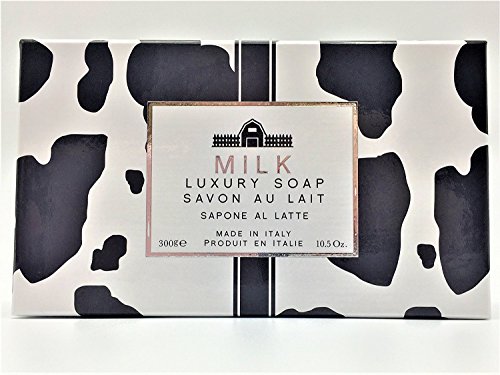 MILK
LUXURY SOAP
SAVON AU LAIT
SAPONE AL LATTE
MADE IN ITALY
300g℮ PRODUIT EN ITALIE 10.5 Oz.